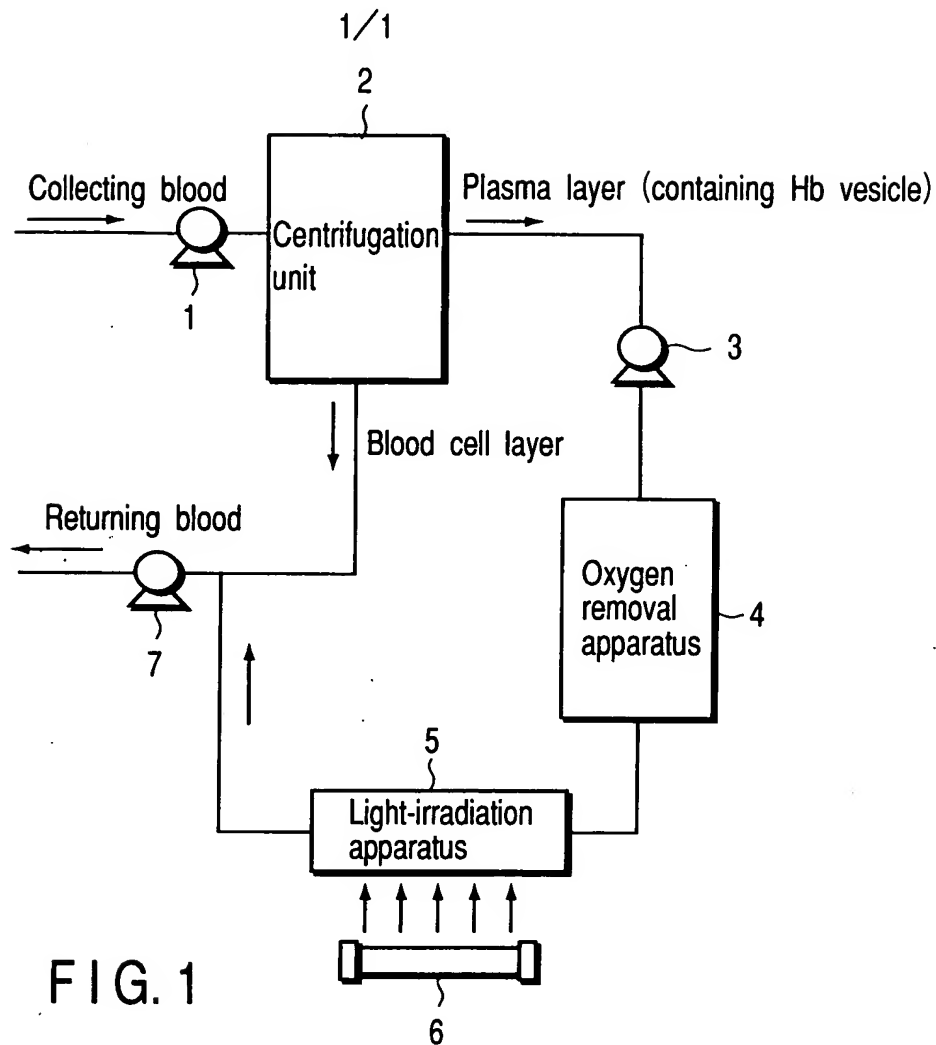 1/1
2
Collecting blood
Plasma layer (containing Hb vesicle)
Centrifugation
unit
1
3
Blood cell layer
Returning blood
Oxygen
removal
apparatus
4
7
5
Light-irradiation
apparatus
FIG. 1
6